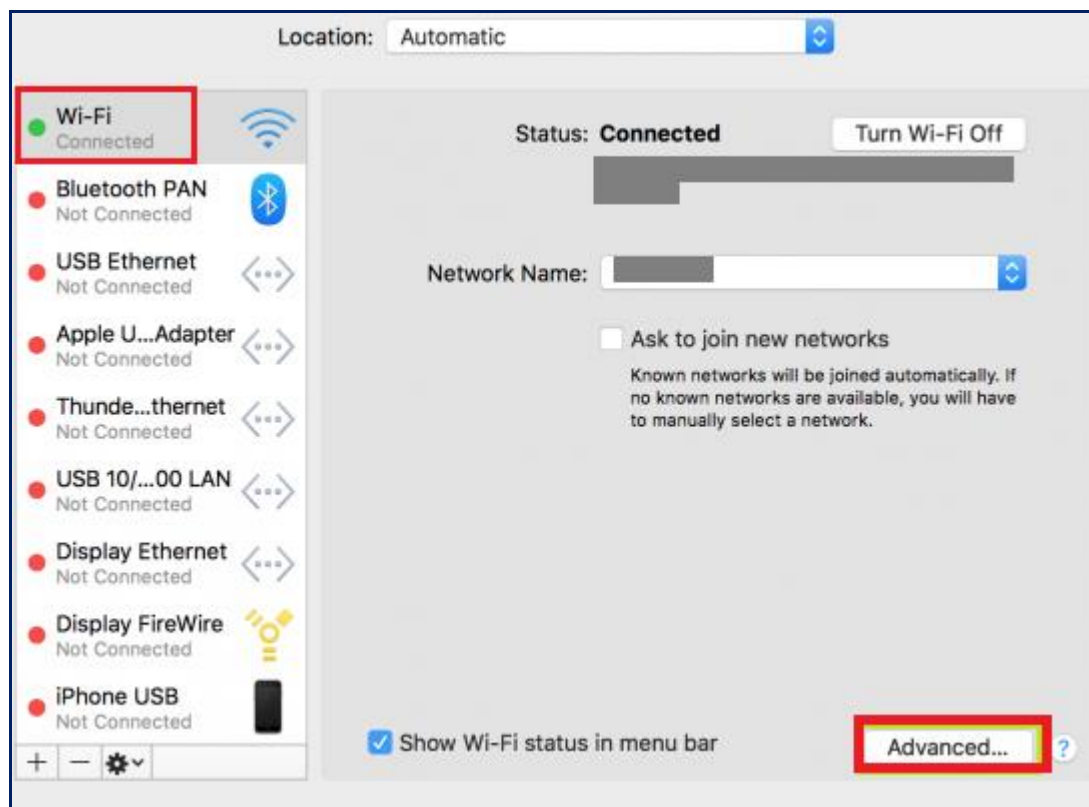 Location: Automatic
Wi-Fi
Connected
Bluetooth PAN
Not Connected
USB Ethernet
Not Connected
Apple U...Adapter
Not Connected
Thunde...thernet
Not Connected
USB 10/...00 LAN
Not Connected
Display Ethernet
Not Connected
Display FireWire
Not Connected
iPhone USB
Not Connected
+ −
Status: Connected Turn Wi-Fi Off
Network Name:
Ask to join new networks
Known networks will be joined automatically. If
no known networks are available, you will have
to manually select a network.
Show Wi-Fi status in menu bar
Advanced... ?